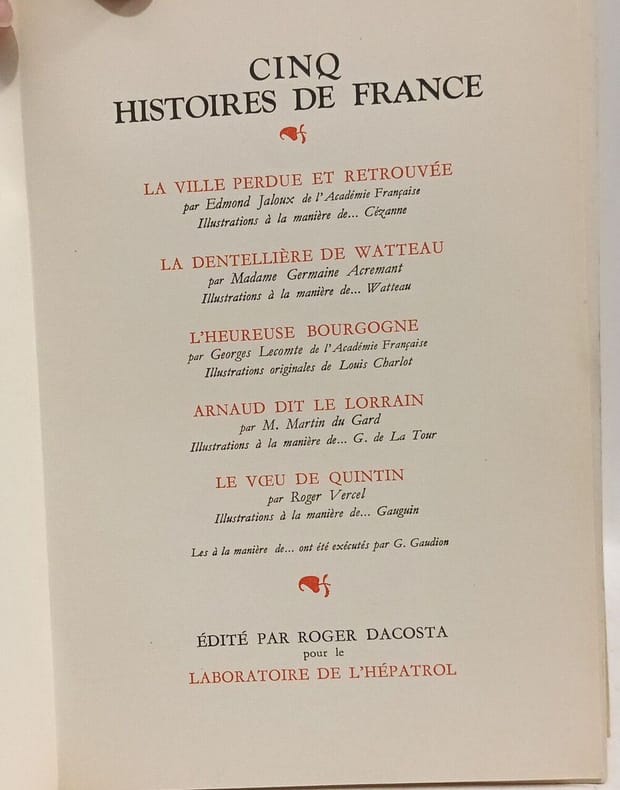 CINQ
HISTOIRES DE FRANCE
LA VILLE PERDUE ET RETROUVÉE
par Edmond Jaloux de l'Académie Française
Illustrations à la manière de... Cézanne
LA DENTELLIÈRE DE WATTEAU
par Madame Germaine Acremant
Illustrations à la manière de... Watteau
L'HEUREUSE BOURGOGNE
par Georges Lecomte de l'Académie Française
Illustrations originales de Louis Charlot
ARNAUD DIT LE LORRAIN
par M. Martin du Gard
Illustrations à la manière de... G. de La Tour
LE VŒU DE QUINTIN
par Roger Vercel
Illustrations à la manière de... Gauguin
Les à la manière de... ont été exécutés par G. Gaudion
ÉDITÉ PAR ROGER DACOSTA
pour le
LABORATOIRE DE L'HÉPATROL